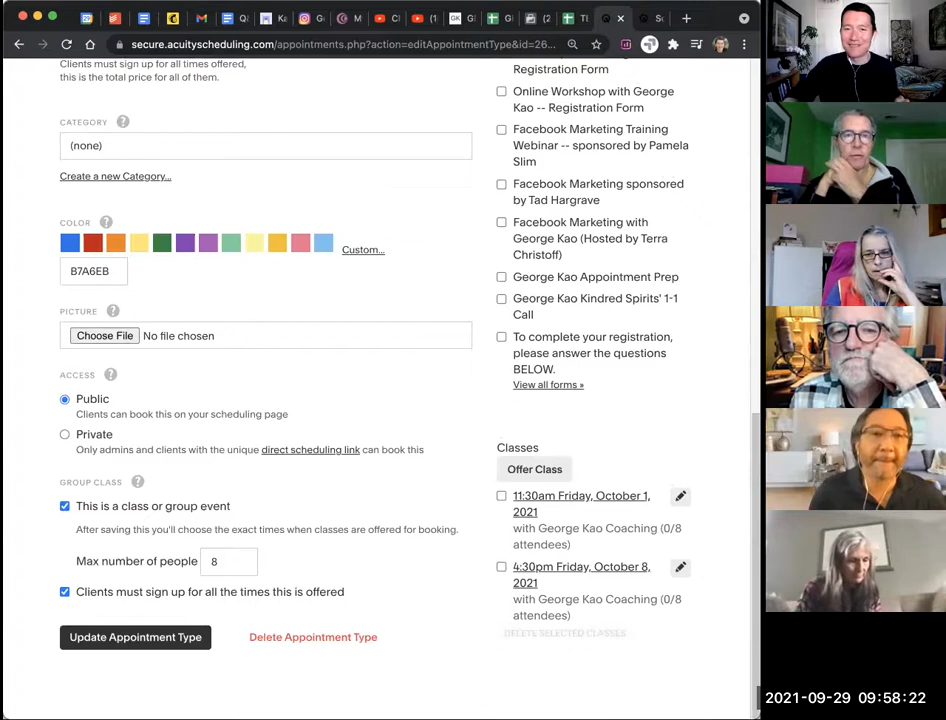 secure.acuityscheduling.com/appointments.php?action=editAppointmentType&id=26...
Clients must sign up for all times offered,
this is the total price for all of them.
CATEGORY ?
(none)
Create a new Category...
COLOR ?
Custom...
B7A6EB
PICTURE ?
Choose File No file chosen
ACCESS ?
Public
Clients can book this on your scheduling page
Private
Only admins and clients with the unique direct scheduling link can book this
GROUP CLASS ?
This is a class or group event
After saving this you'll choose the exact times when classes are offered for booking.
Max number of people 8
Clients must sign up for all the times this is offered
Update Appointment Type Delete Appointment Type
Registration Form
Online Workshop with George
Kao -- Registration Form
Facebook Marketing Training
Webinar -- sponsored by Pamela
Slim
Facebook Marketing sponsored
by Tad Hargrave
Facebook Marketing with
George Kao (Hosted by Terra
Christoff)
George Kao Appointment Prep
George Kao Kindred Spirits' 1-1
Call
To complete your registration,
please answer the questions
BELOW.
View all forms »
Classes
Offer Class
11:30am Friday, October 1,
2021
with George Kao Coaching (0/8
attendees)
4:30pm Friday, October 8,
2021
with George Kao Coaching (0/8
attendees)
DELETE SELECTED CLASSES
2021-09-29 09:58:22